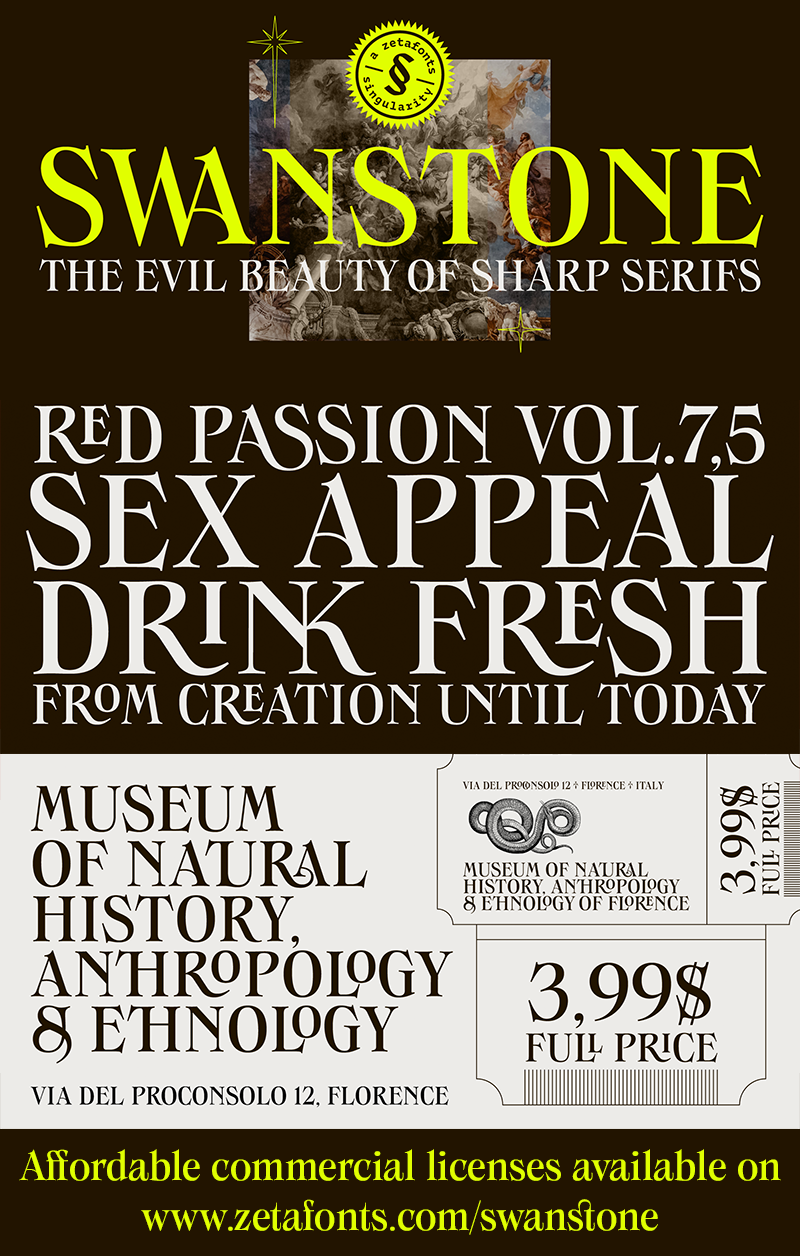 a zetafonts
§
singularity
SWANSTONE
THE EVIL BEAUTY OF SHARP SERIFS
RED PASSION VOL.7,5
SEX APPEAL
DRINK FRESH
FROM CREATION UNTIL TODAY
MUSEUM
OF NATURAL
HISTORY,
ANTHROPOLOGY
& ETHNOLOGY
VIA DEL PROCONSOLO 12, FLORENCE
VIA DEL PROCONSOLO 12 † FLORENCE † ITALY
MUSEUM OF NATURAL
HISTORY, ANTHROPOLOGY
& ETHNOLOGY OF FLORENCE
3,99$
FULL PRICE
3,99$
FULL PRICE
Affordable commercial licenses available on
www.zetafonts.com/swanstone